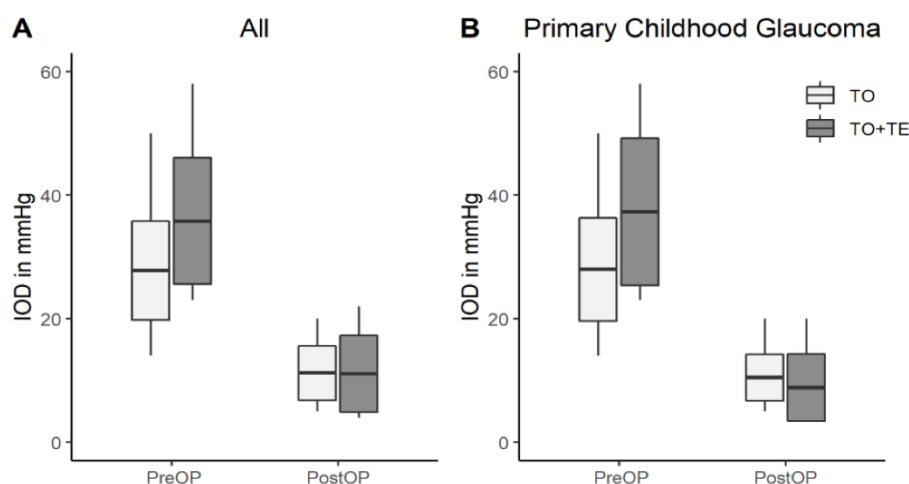 A All
B Primary Childhood Glaucoma
IOD in mmHg
60
40
20
0
PreOP PostOP
IOD in mmHg
60
40
20
0
PreOP PostOP
TO
TO+TE